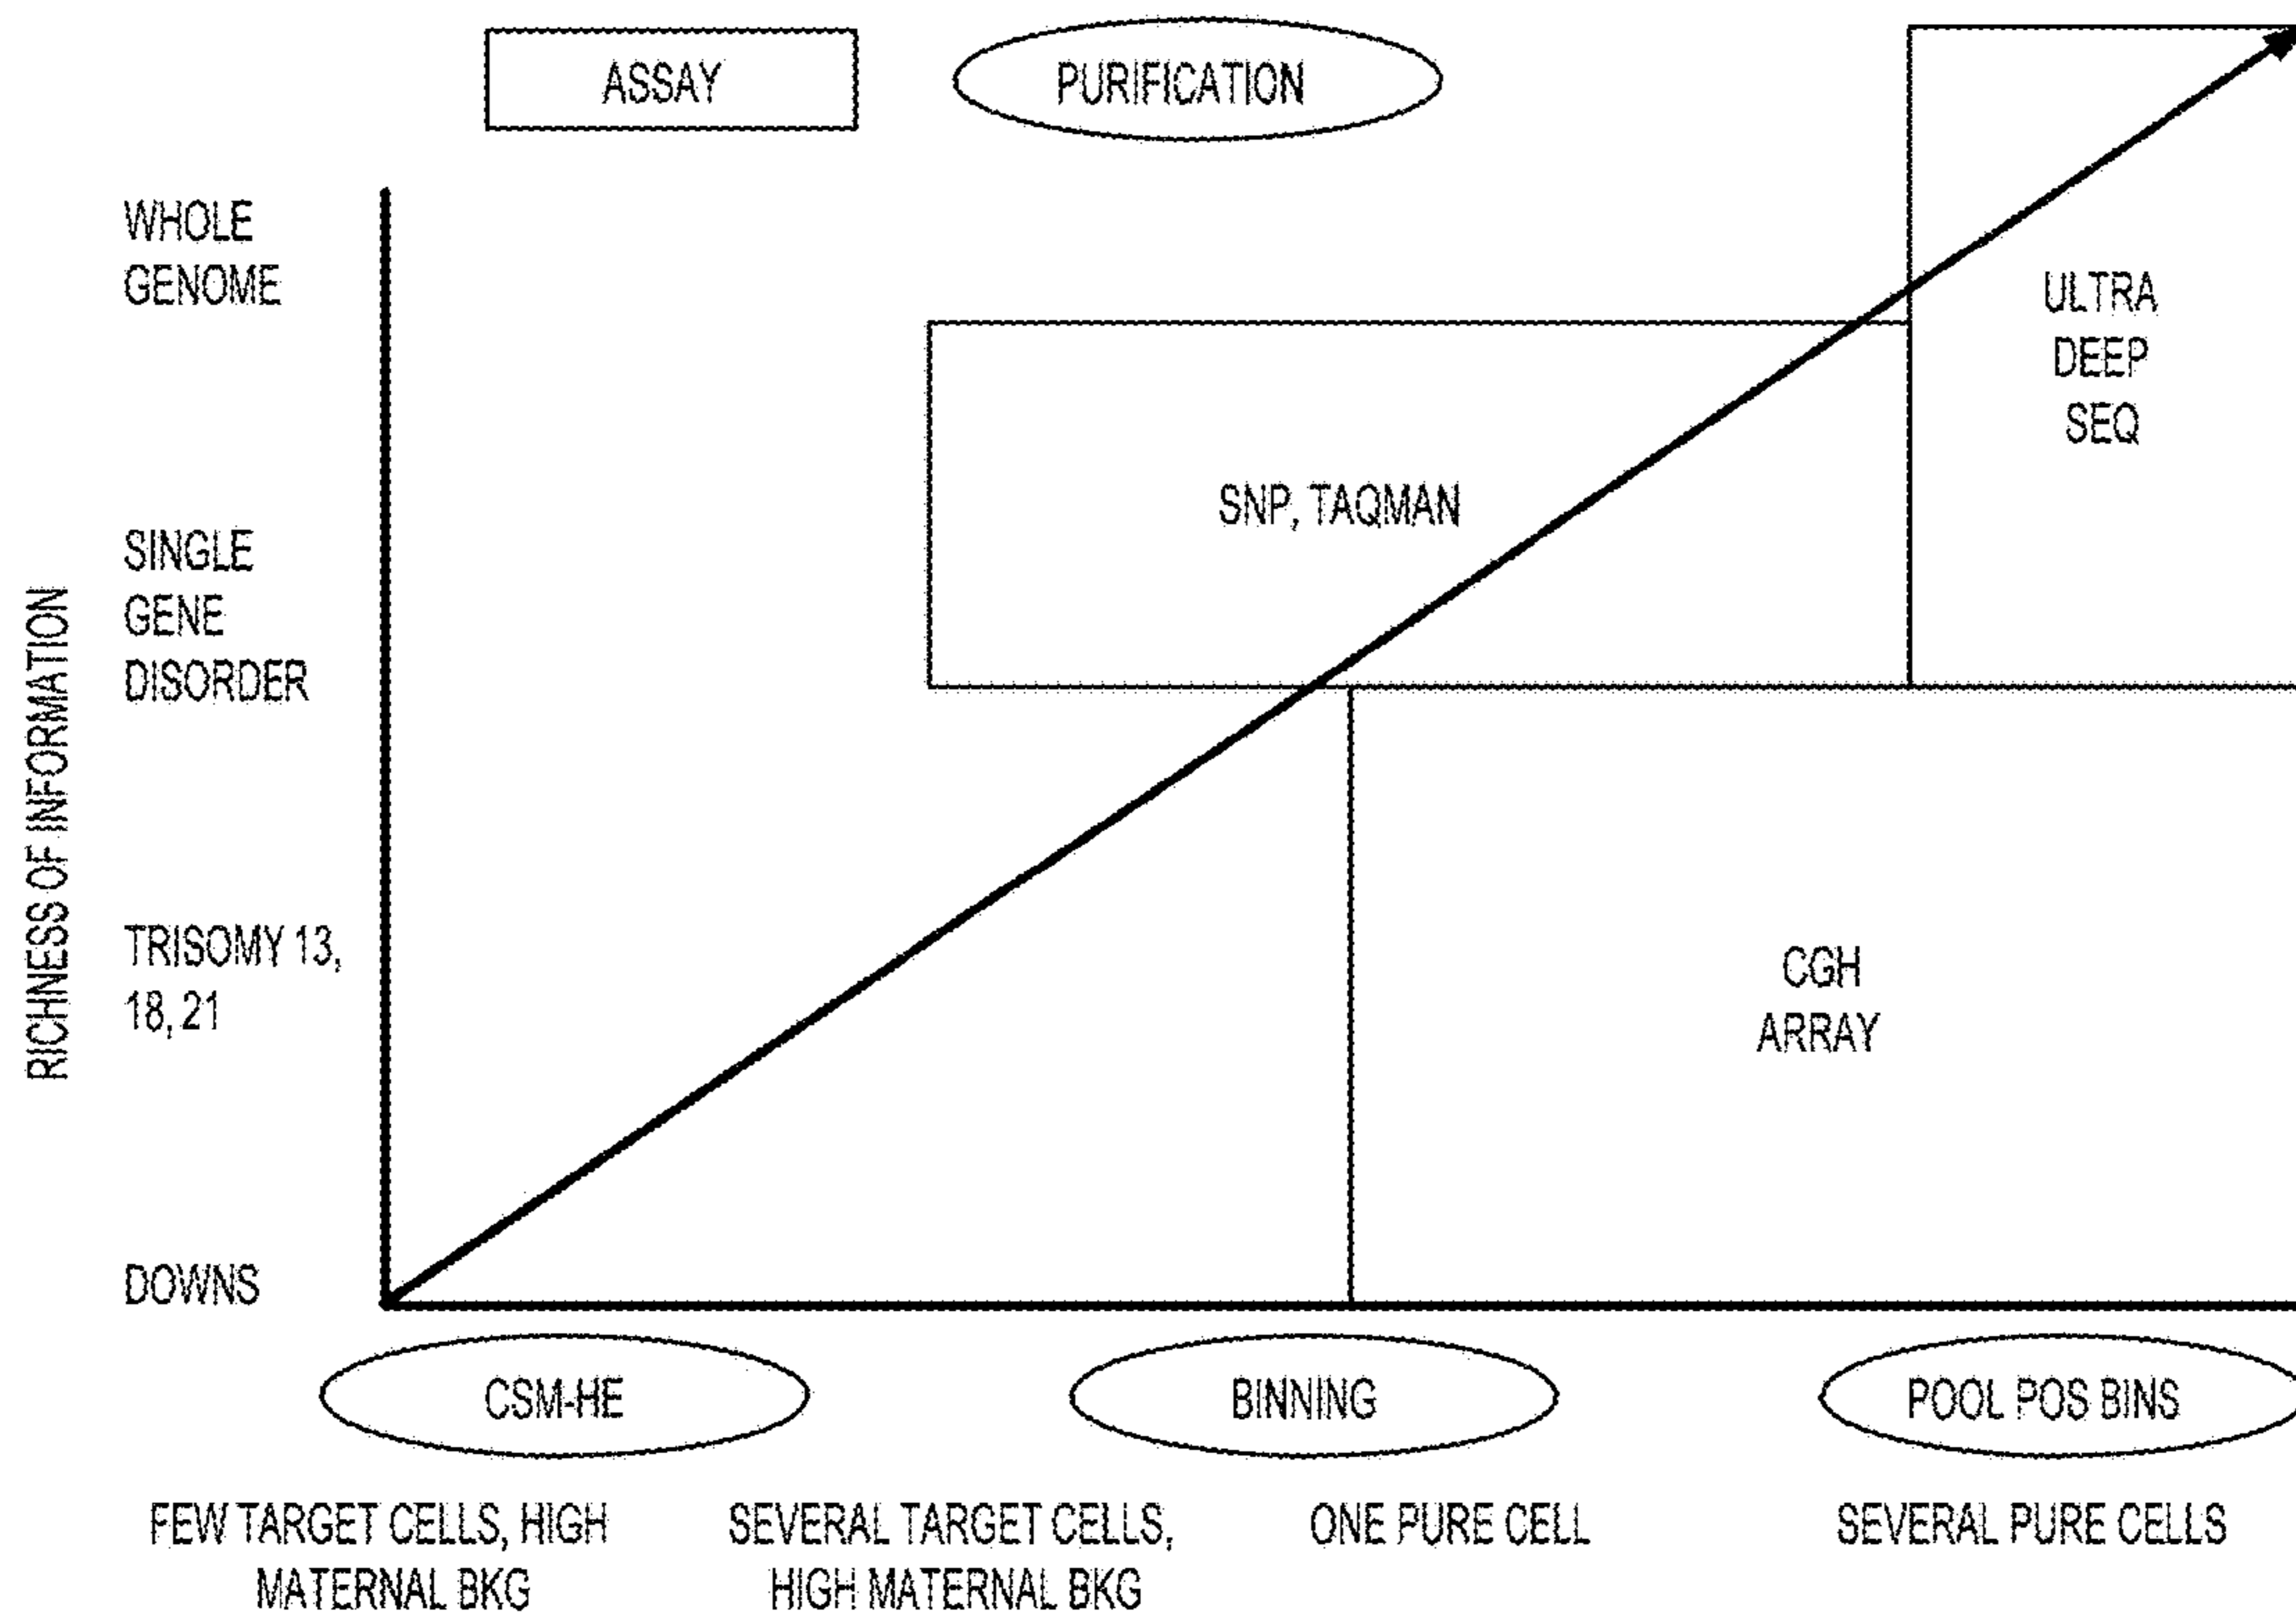 ASSAY
PURIFICATION
WHOLE
GENOME
ULTRA
DEEP
SEQ
SNP, TAQMAN
SINGLE
GENE
DISORDER
RICHNESS OF INFORMATION
TRISOMY 13,
18, 21
CGH
ARRAY
DOWNS
CSM-HE
BINNING
POOL POS BINS
FEW TARGET CELLS, HIGH
MATERNAL BKG
SEVERAL TARGET CELLS,
HIGH MATERNAL BKG
ONE PURE CELL
SEVERAL PURE CELLS